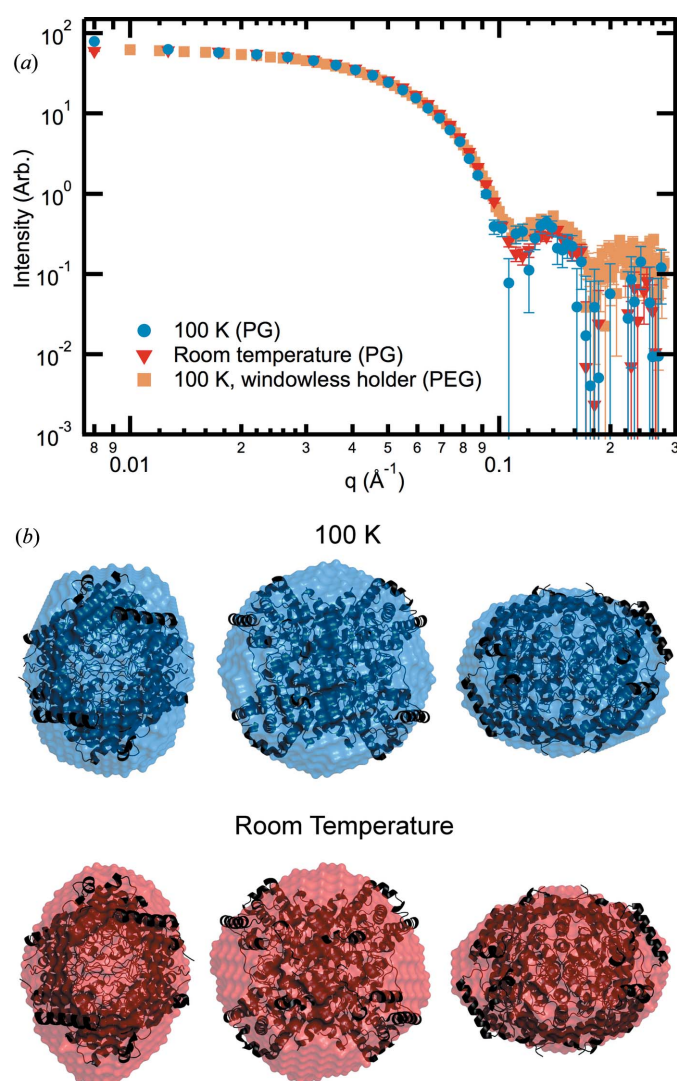 (a)
10²
10¹
10⁰
10⁻¹
10⁻²
10⁻³
Intensity (Arb.)
100 K (PG)
Room temperature (PG)
100 K, windowless holder (PEG)
8 9 0.01 2 3 4 5 6 7 8 9 0.1 2 3
q (Å⁻¹)
(b)
100 K
Room Temperature